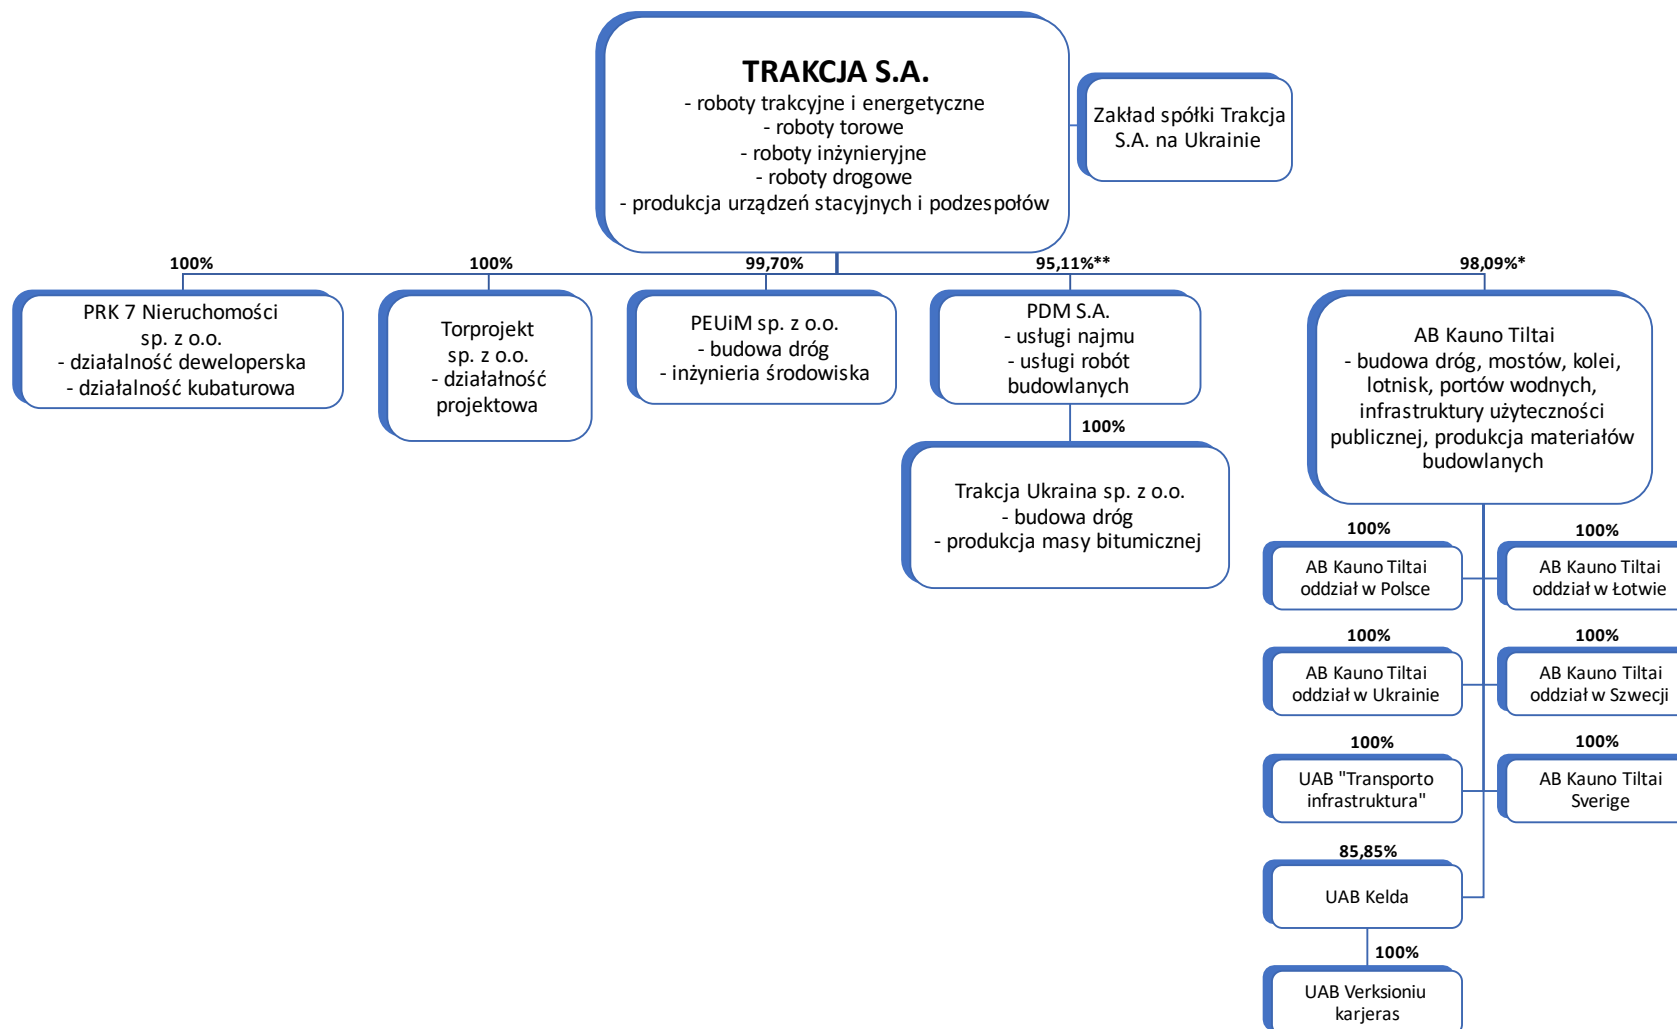 TRAKCJA S.A.
- roboty trakcyjne i energetyczne
- roboty torowe
- roboty inżynieryjne
- roboty drogowe
- produkcja urządzeń stacyjnych i podzespołów
Zakład spółki Trakcja
S.A. na Ukrainie
100%
PRK 7 Nieruchomości
sp. z o.o.
- działalność deweloperska
- działalność kubaturowa
100%
Torprojekt
sp. z o.o.
- działałność
projektowa
99,70%
PEUiM sp. z o.o.
- budowa dróg
- inżynieria środowiska
95,11%**
PDM S.A.
- usługi najmu
- usługi robót
budowlanych
100%
Trakcja Ukraina sp. z o.o.
- budowa dróg
- produkcja masy bitumicznej
98,09%*
AB Kauno Tiltai
- budowa dróg, mostów, kolei,
lotnisk, portów wodnych,
infrastruktury użyteczności
publicznej, produkcja materiałów
budowlanych
100%
AB Kauno Tiltai
oddział w Polsce
100%
AB Kauno Tiltai
oddział w Łotwie
100%
AB Kauno Tiltai
oddział w Ukrainie
100%
AB Kauno Tiltai
oddział w Szwecji
100%
UAB "Transporto
infrastruktura"
100%
AB Kauno Tiltai
Sverige
85,85%
UAB Kelda
100%
UAB Verksioniu
karjeras